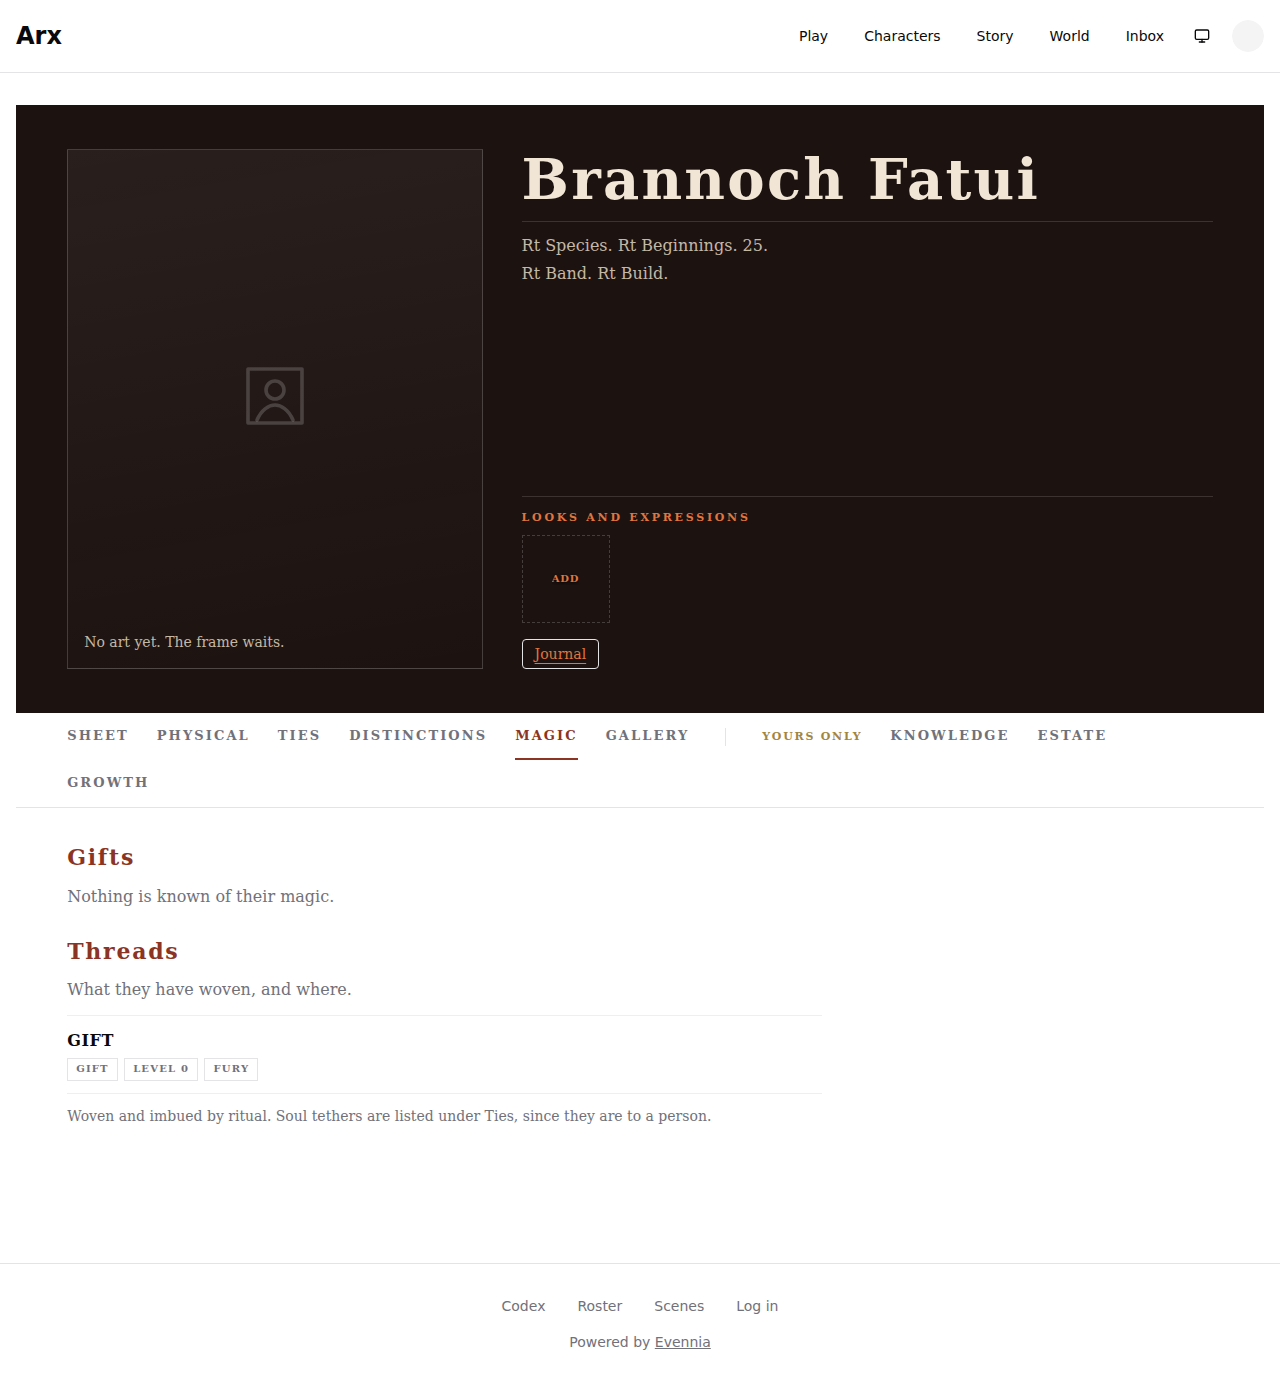 Arx
Play Characters Story World Inbox
Brannoch Fatui
Rt Species. Rt Beginnings. 25.
Rt Band. Rt Build.
LOOKS AND EXPRESSIONS
ADD
No art yet. The frame waits.
Journal
SHEET PHYSICAL TIES DISTINCTIONS MAGIC GALLERY YOURS ONLY KNOWLEDGE ESTATE
GROWTH
Gifts
Nothing is known of their magic.
Threads
What they have woven, and where.
GIFT
GIFT LEVEL 0 FURY
Woven and imbued by ritual. Soul tethers are listed under Ties, since they are to a person.
Codex Roster Scenes Log in
Powered by Evennia